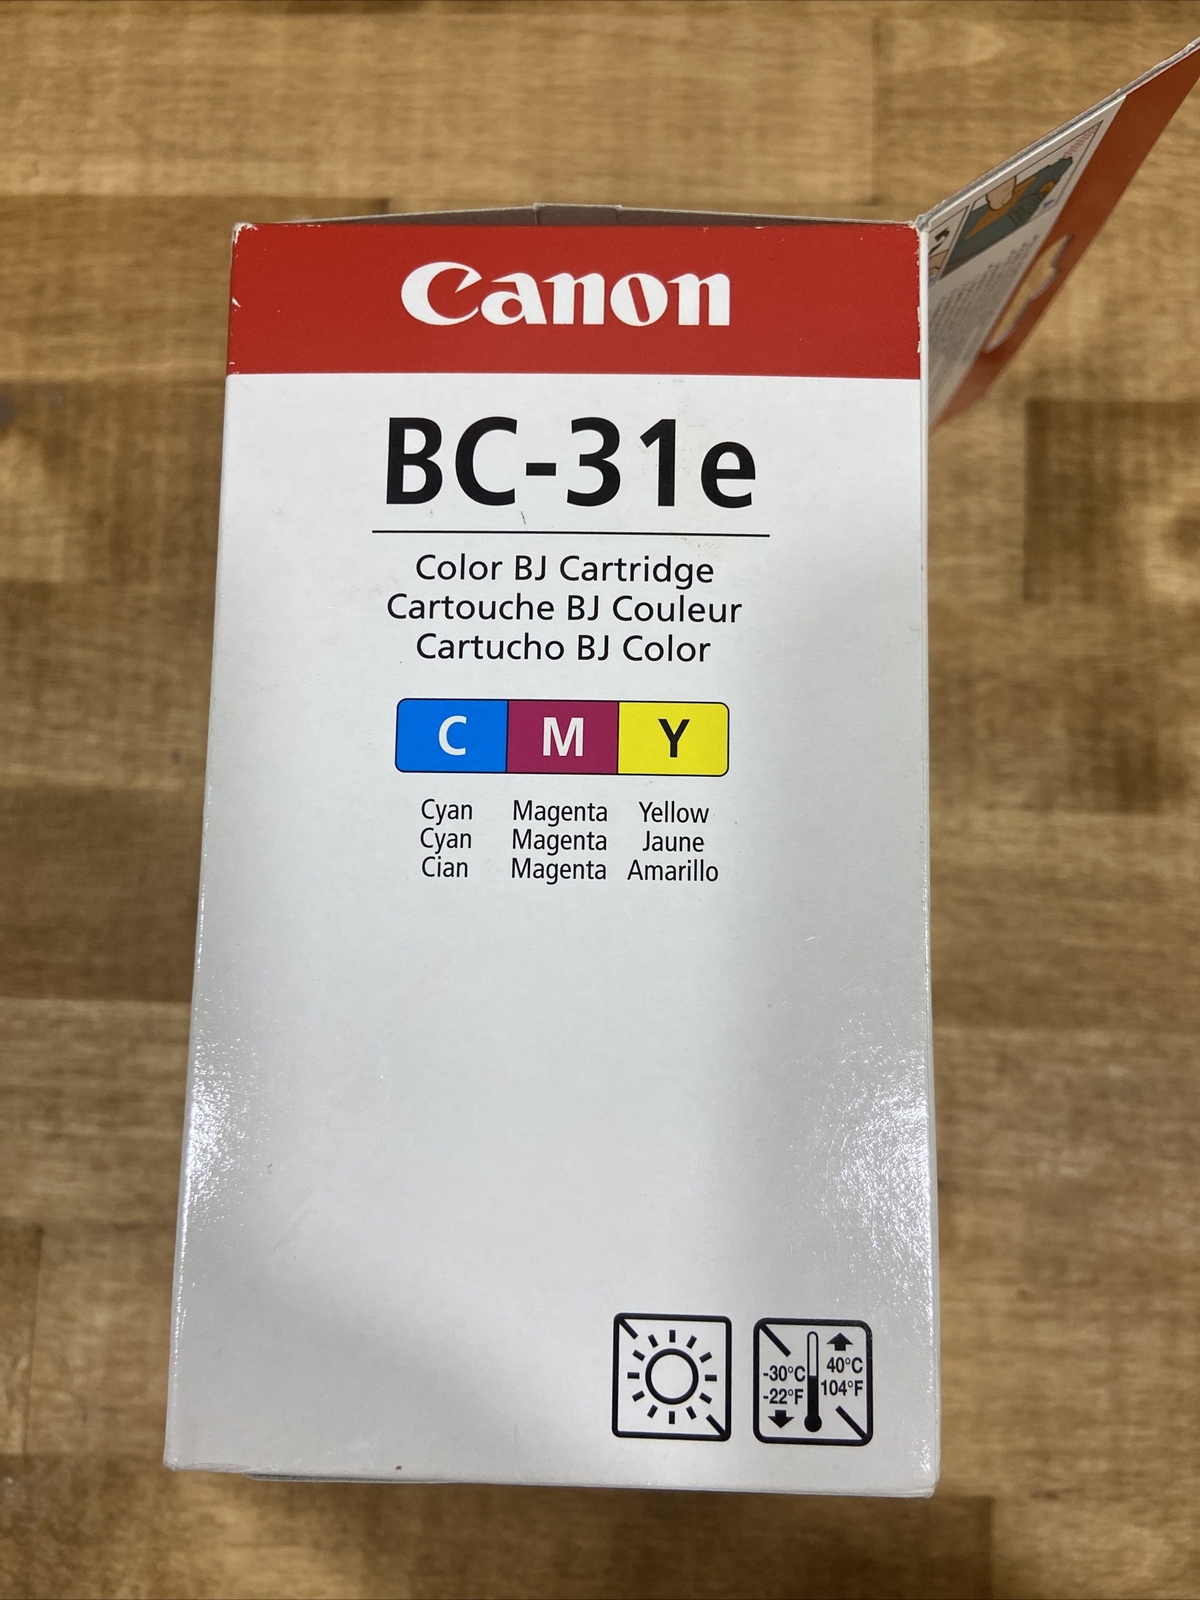 Canon
BC-31e
Color BJ Cartridge
Cartouche BJ Couleur
Cartucho BJ Color
C M Y
Cyan Magenta Yellow
Cyan Magenta Jaune
Cian Magenta Amarillo
-30°C 40°C
-22°F 104°F